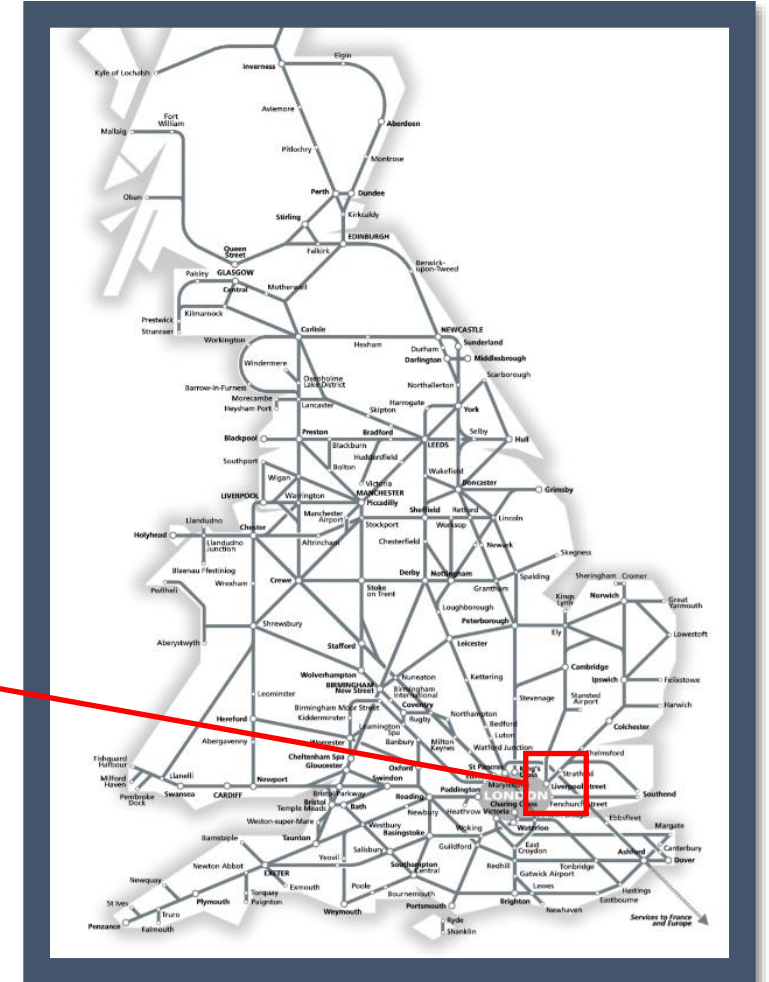 Elgin
Inverness
Kyle of Lochalsh
Aviemore
Fort
William
Mallaig
Aberdeen
Pitlochry
Montrose
Perth
Dundee
Oban
Stirling
Kirkcaldy
EDINBURGH
Queen
Street
Falkirk
Berwick-
upon-Tweed
Paisley
GLASGOW
Central
Motherwell
Prestwick
Kilmarnock
Stranraer
Carlisle
NEWCASTLE
Workington
Hexham
Durham
Sunderland
Darlington
Middlesbrough
Windermere
Scarborough
Oxenholme
Lake District
Barrow-in-Furness
Northallerton
Morecambe
Heysham Port
Lancaster
Harrogate
Skipton
York
Blackpool
Preston
Bradford
Selby
Blackburn
LEEDS
Hull
Huddersfield
Southport
Bolton
Wakefield
Wigan
Victoria
Doncaster
LIVERPOOL
Warrington
MANCHESTER
Piccadilly
Grimsby
Manchester
Airport
Sheffield
Retford
Llandudno
Stockport
Worksop
Lincoln
Holyhead
Chester
Llandudno
Junction
Altrincham
Chesterfield
Newark
Skegness
Blaenau Ffestiniog
Wrexham
Crewe
Derby
Nottingham
Spalding
Sheringham
Cromer
Pwllheli
Stoke
on Trent
Grantham
Kings
Lynn
Norwich
Great
Yarmouth
Loughborough
Shrewsbury
Peterborough
Ely
Lowestoft
Aberystwyth
Stafford
Leicester
Cambridge
Wolverhampton
Nuneaton
Kettering
Ipswich
Felixstowe
BIRMINGHAM
New Street
Birmingham
International
Leominster
Coventry
Stevenage
Stansted
Airport
Harwich
Birmingham Moor Street
Kidderminster
Rugby
Northampton
Hereford
Leamington
Spa
Bedford
Colchester
Abergavenny
Worcester
Banbury
Milton
Keynes
Luton
Watford Junction
Chelmsford
Fishguard
Harbour
Cheltenham Spa
Gloucester
Oxford
St Pancras
King's
Cross
Stratford
Milford
Haven
Llanelli
Newport
Swindon
Marylebone
Liverpool Street
Pembroke
Dock
Swansea
CARDIFF
Bristol Parkway
Reading
Paddington
LONDON
Southend
Bristol
Temple Meads
Bath
Newbury
Heathrow
Victoria
Charing Cross
Fenchurch Street
Weston-super-Mare
Westbury
Waterloo
Ebbsfleet
Margate
Barnstaple
Taunton
Basingstoke
Woking
East
Croydon
Canterbury
Yeovil
Salisbury
Guildford
Ashford
Dover
Newton Abbot
EXETER
Southampton
Central
Redhill
Tonbridge
Gatwick Airport
Newquay
Exmouth
Poole
Lewes
Hastings
St Ives
Plymouth
Torquay
Paignton
Bournemouth
Portsmouth
Brighton
Eastbourne
Truro
Weymouth
Newhaven
Penzance
Falmouth
Ryde
Shanklin
Services to France
and Europe